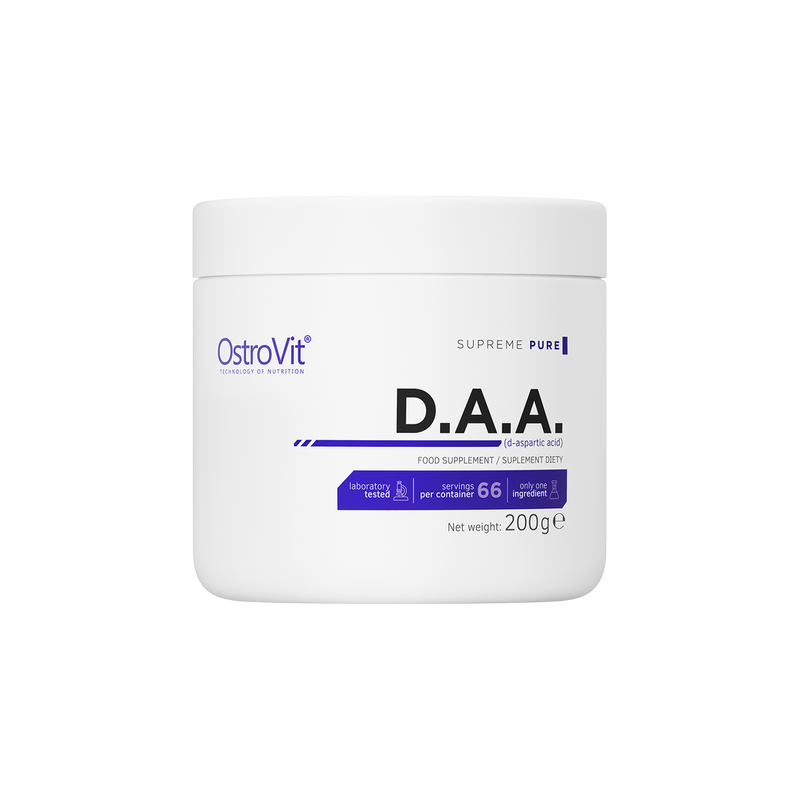 OstroVit®
TECHNOLOGY OF NUTRITION
SUPREME PURE
D.A.A.
(d-aspartic acid)
FOOD SUPPLEMENT / SUPLEMENT DIETY
laboratory tested
servings per container 66
only one ingredient
Net weight: 200g℮